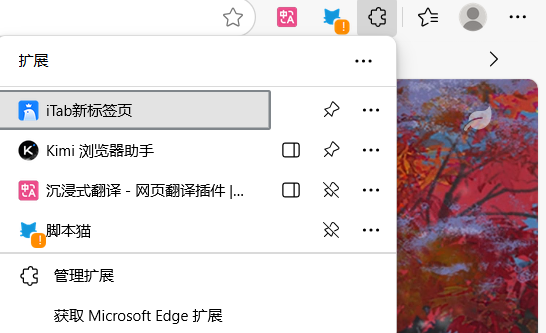 中
A
!
扩展
iTab新标签页
Kimi 浏览器助手
沉浸式翻译 - 网页翻译插件 |...
脚本猫
管理扩展
获取 Microsoft Edge 扩展